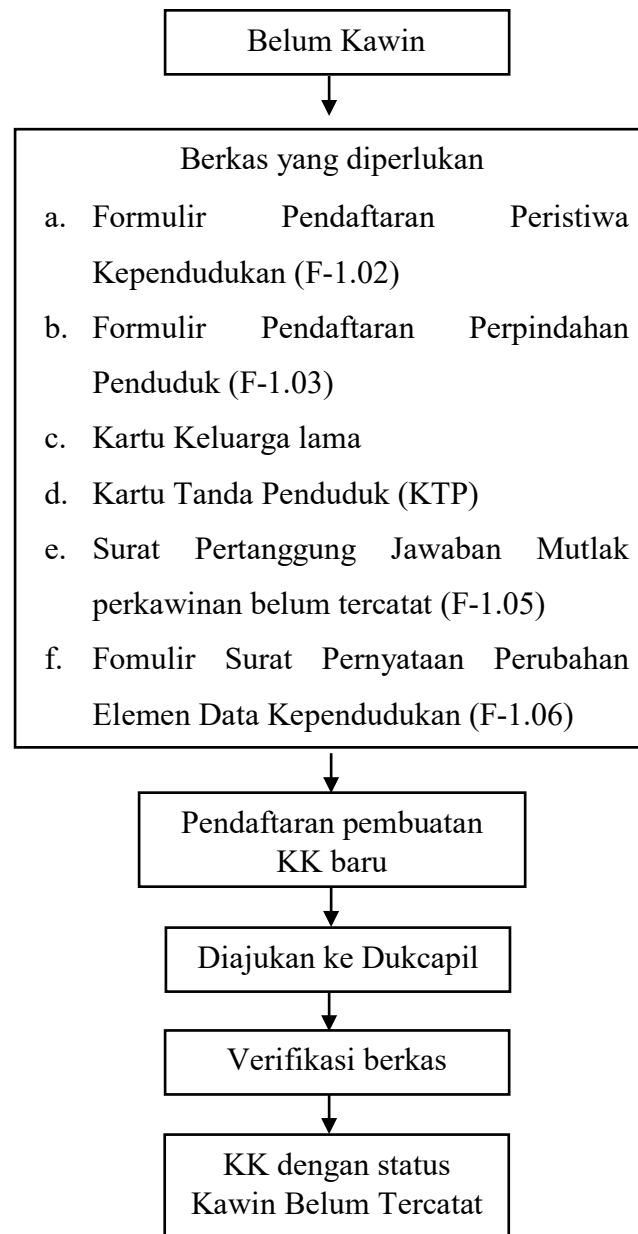 Belum Kawin
Berkas yang diperlukan
a. Formulir Pendaftaran Peristiwa
Kependudukan (F-1.02)
b. Formulir Pendaftaran Perpindahan
Penduduk (F-1.03)
c. Kartu Keluarga lama
d. Kartu Tanda Penduduk (KTP)
e. Surat Pertanggung Jawaban Mutlak
perkawinan belum tercatat (F-1.05)
f. Fomulir Surat Pernyataan Perubahan
Elemen Data Kependudukan (F-1.06)
Pendaftaran pembuatan
KK baru
Diajukan ke Dukcapil
Verifikasi berkas
KK dengan status
Kawin Belum Tercatat